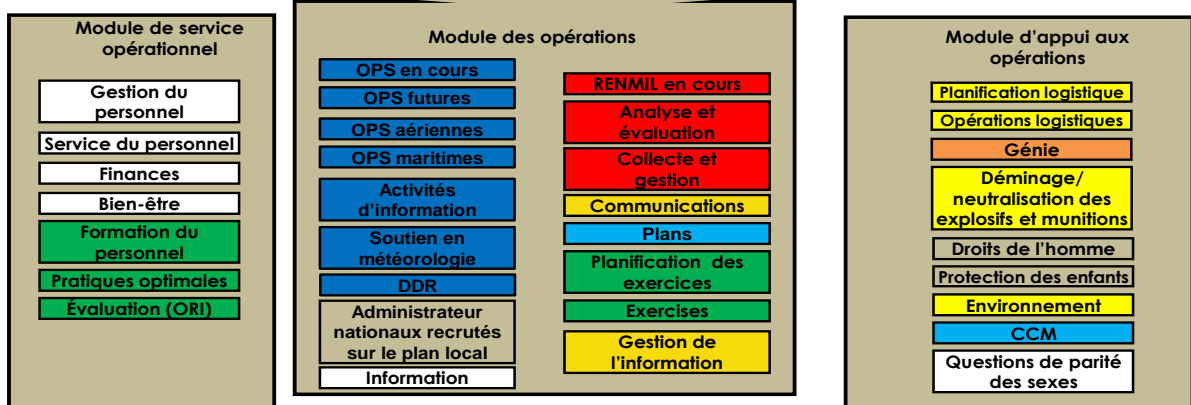 Module de service
opérationnel
Gestion du
personnel
Service du personnel
Finances
Bien-être
Formation du
personnel
Pratiques optimales
Évaluation (ORI)
Module des opérations
OPS en cours
OPS futures
OPS aériennes
OPS maritimes
Activités
d'information
Soutien en
météorologie
DDR
Administrateur
nationaux recrutés
sur le plan local
Information
RENMIL en cours
Analyse et
évaluation
Collecte et
gestion
Communications
Plans
Planification des
exercices
Exercises
Gestion de
l'information
Module d'appui aux
opérations
Planification logistique
Opérations logistiques
Génie
Déminage/
neutralisation des
explosifs et munitions
Droits de l'homme
Protection des enfants
Environnement
CCM
Questions de parité
des sexes